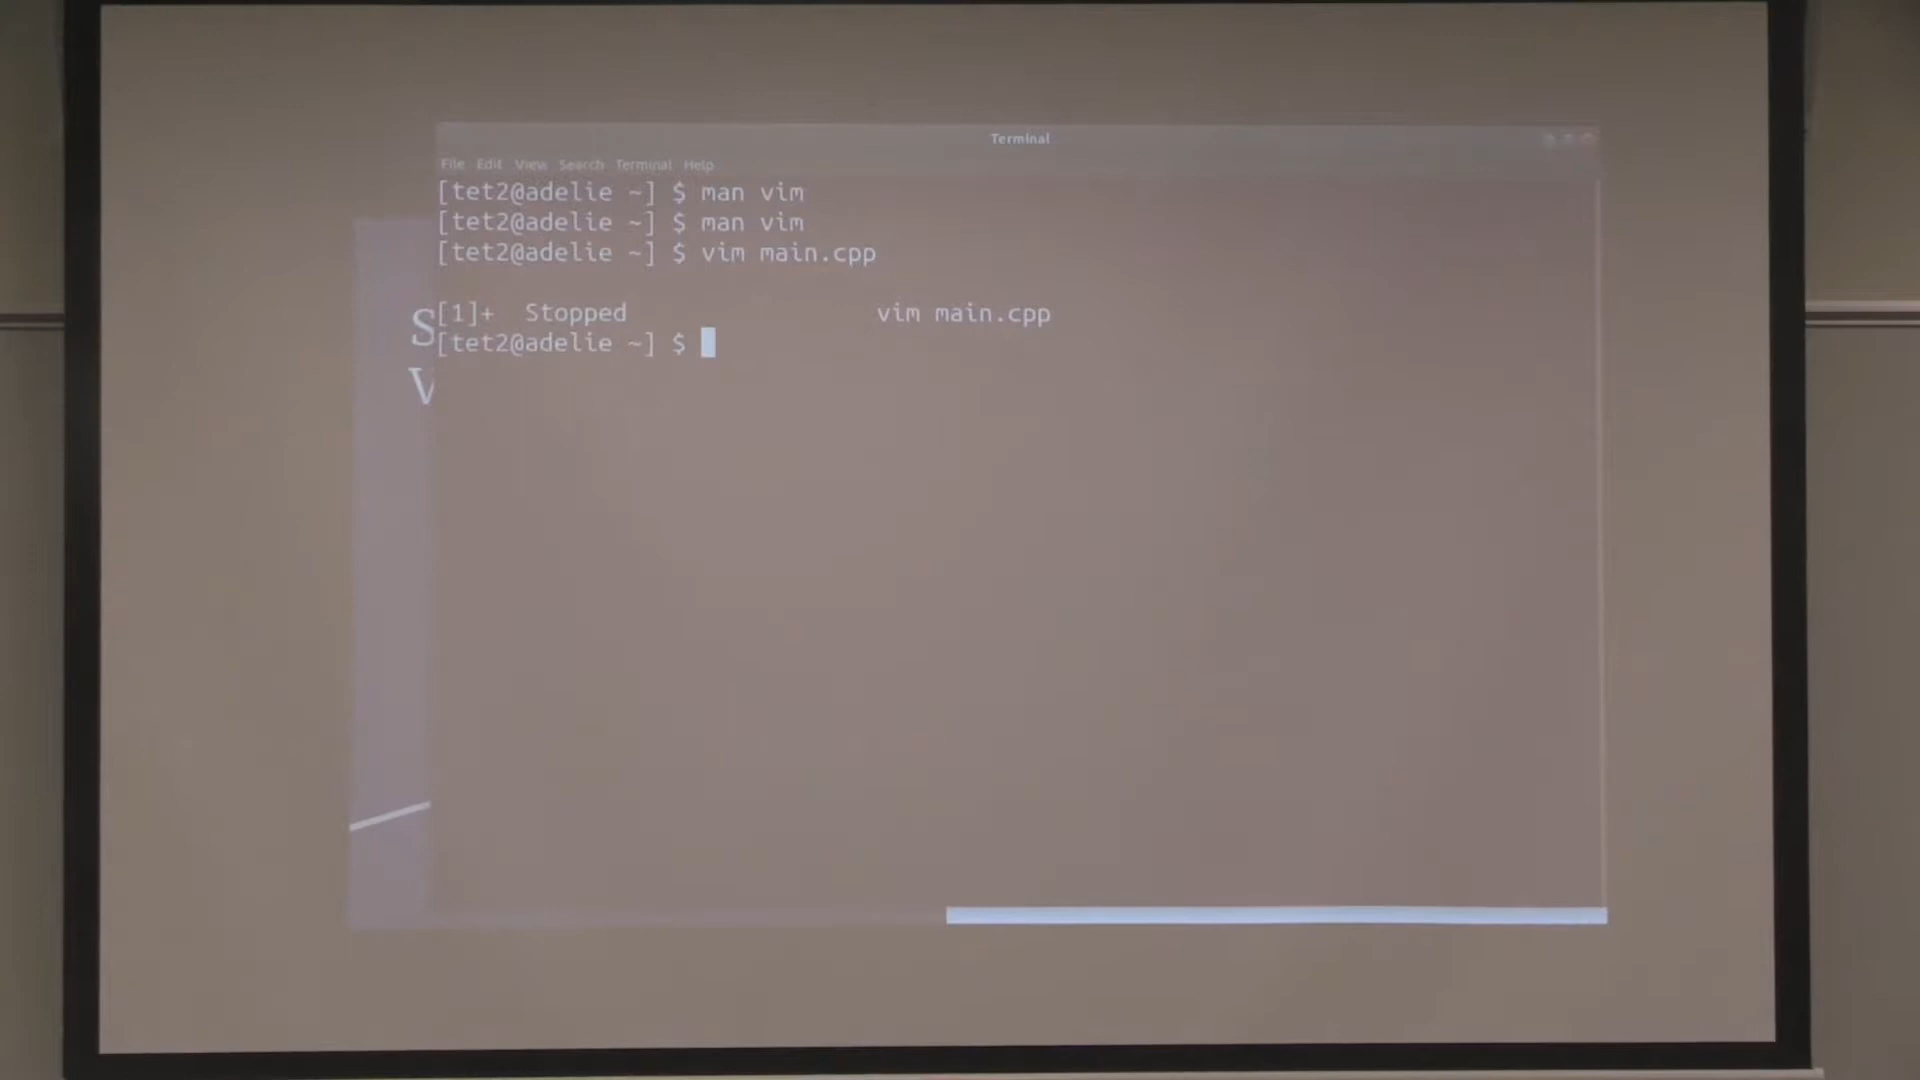 Terminal
File Edit View Search Terminal Help
[tet2@adelie ~] $ man vim
[tet2@adelie ~] $ man vim
[tet2@adelie ~] $ vim main.cpp
[1]+  Stopped                 vim main.cpp
[tet2@adelie ~] $
S
V